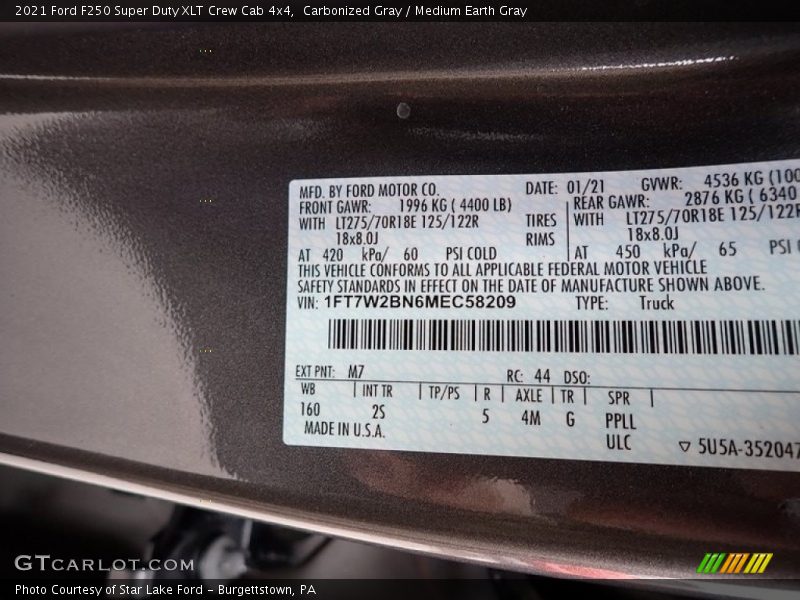 2021 Ford F250 Super Duty XLT Crew Cab 4x4, Carbonized Gray / Medium Earth Gray
MFD. BY FORD MOTOR CO. DATE: 01/21 GVWR: 4536 KG (100
FRONT GAWR: 1996 KG ( 4400 LB) REAR GAWR: 2876 KG ( 6340
WITH LT275/70R18E 125/122R TIRES WITH LT275/70R18E 125/122R
18x8.0J RIMS 18x8.0J
AT 420 kPa/ 60 PSI COLD AT 450 kPa/ 65 PSI
THIS VEHICLE CONFORMS TO ALL APPLICABLE FEDERAL MOTOR VEHICLE
SAFETY STANDARDS IN EFFECT ON THE DATE OF MANUFACTURE SHOWN ABOVE.
VIN: 1FT7W2BN6MEC58209 TYPE: Truck
EXT PNT: M7 RC: 44 DSO:
WB INT TR TP/PS R AXLE TR SPR
160 2S 5 4M G PPLL
MADE IN U.S.A. ULC ▽ 5U5A-352047
GTCARLOT.COM
Photo Courtesy of Star Lake Ford - Burgettstown, PA